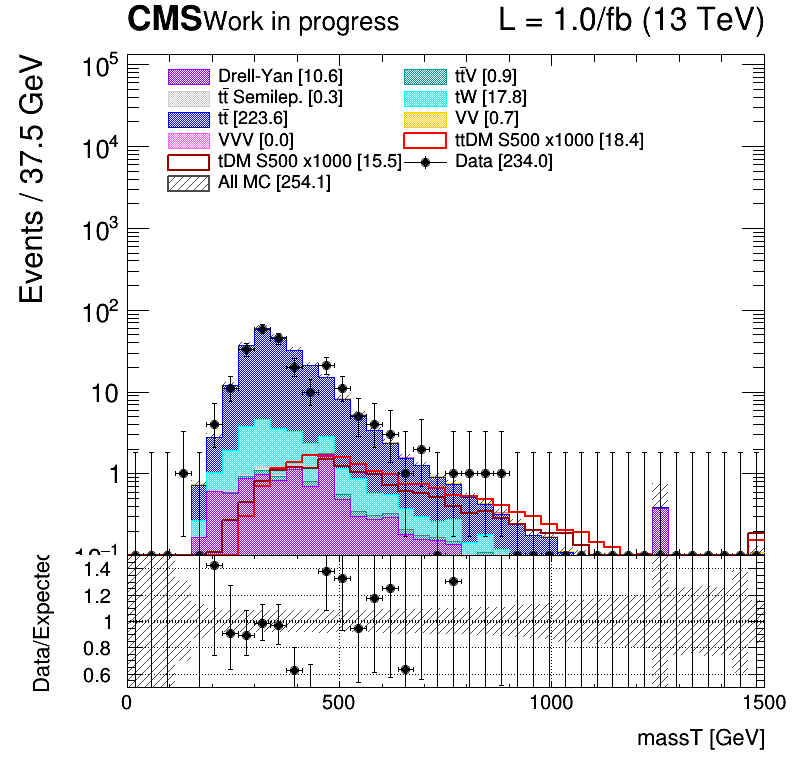 CMS Work in progress L = 1.0/fb (13 TeV)
Events / 37.5 GeV
10⁵
10⁴
10³
10²
10
1
10⁻¹
Drell-Yan [10.6]
tt̄V [0.9]
tt̄ Semilep. [0.3]
tW [17.8]
tt̄ [223.6]
VV [0.7]
VVV [0.0]
ttDM S500 x1000 [18.4]
tDM S500 x1000 [15.5]
Data [234.0]
All MC [254.1]
Data/Expected
1.4
1.2
1
0.8
0.6
0 500 1000 1500
massT [GeV]